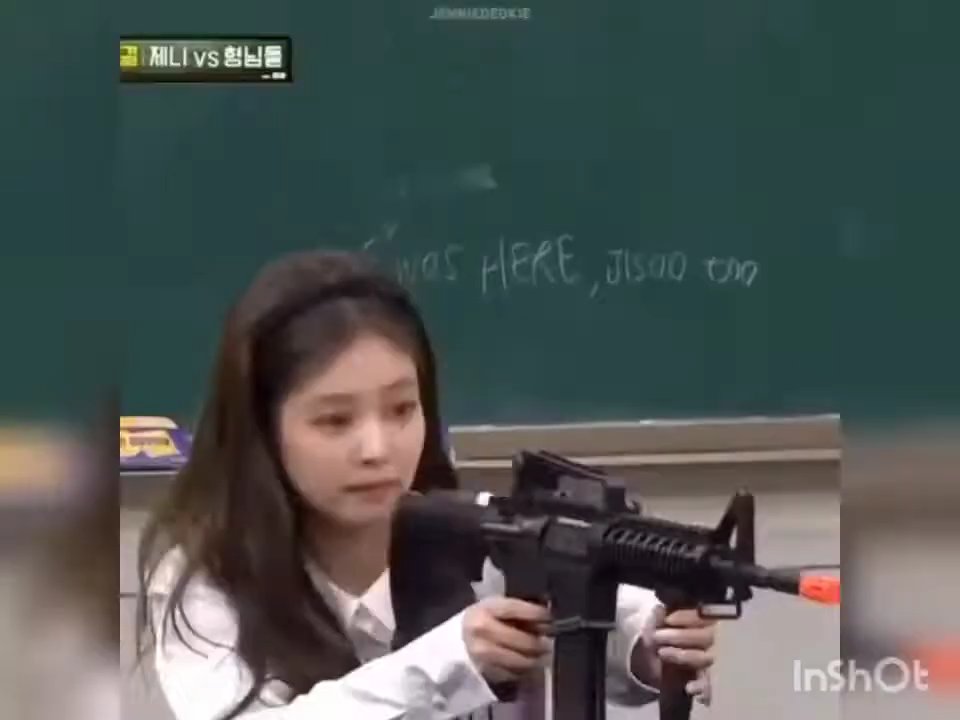 JENNIEDEOKIE
제니 vs 형님들
was HERE, JISOO too
InShOt